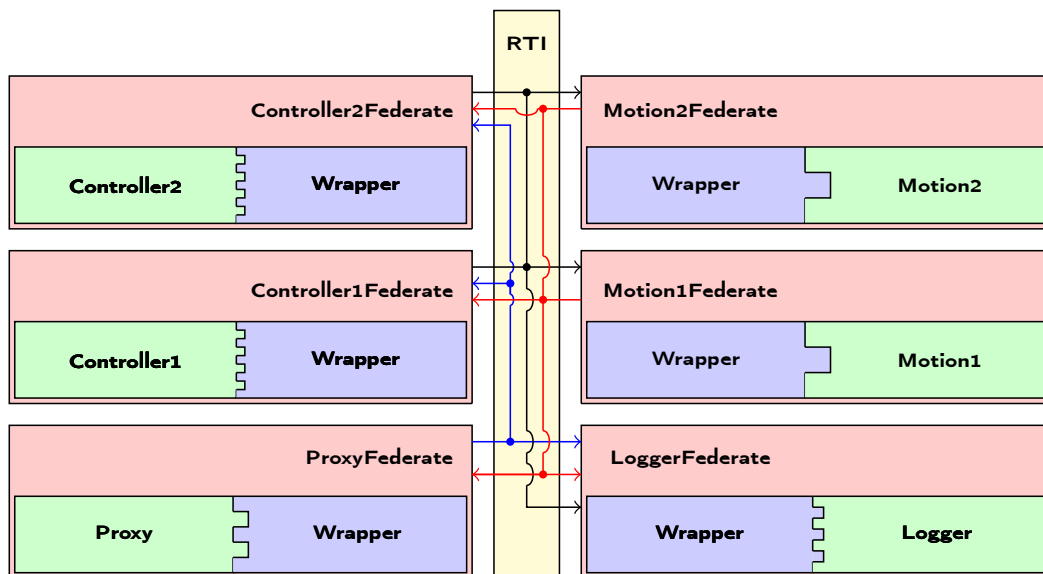 RTI
Controller2Federate
Motion2Federate
Controller2
Wrapper
Wrapper
Motion2
Controller1Federate
Motion1Federate
Controller1
Wrapper
Wrapper
Motion1
ProxyFederate
LoggerFederate
Proxy
Wrapper
Wrapper
Logger